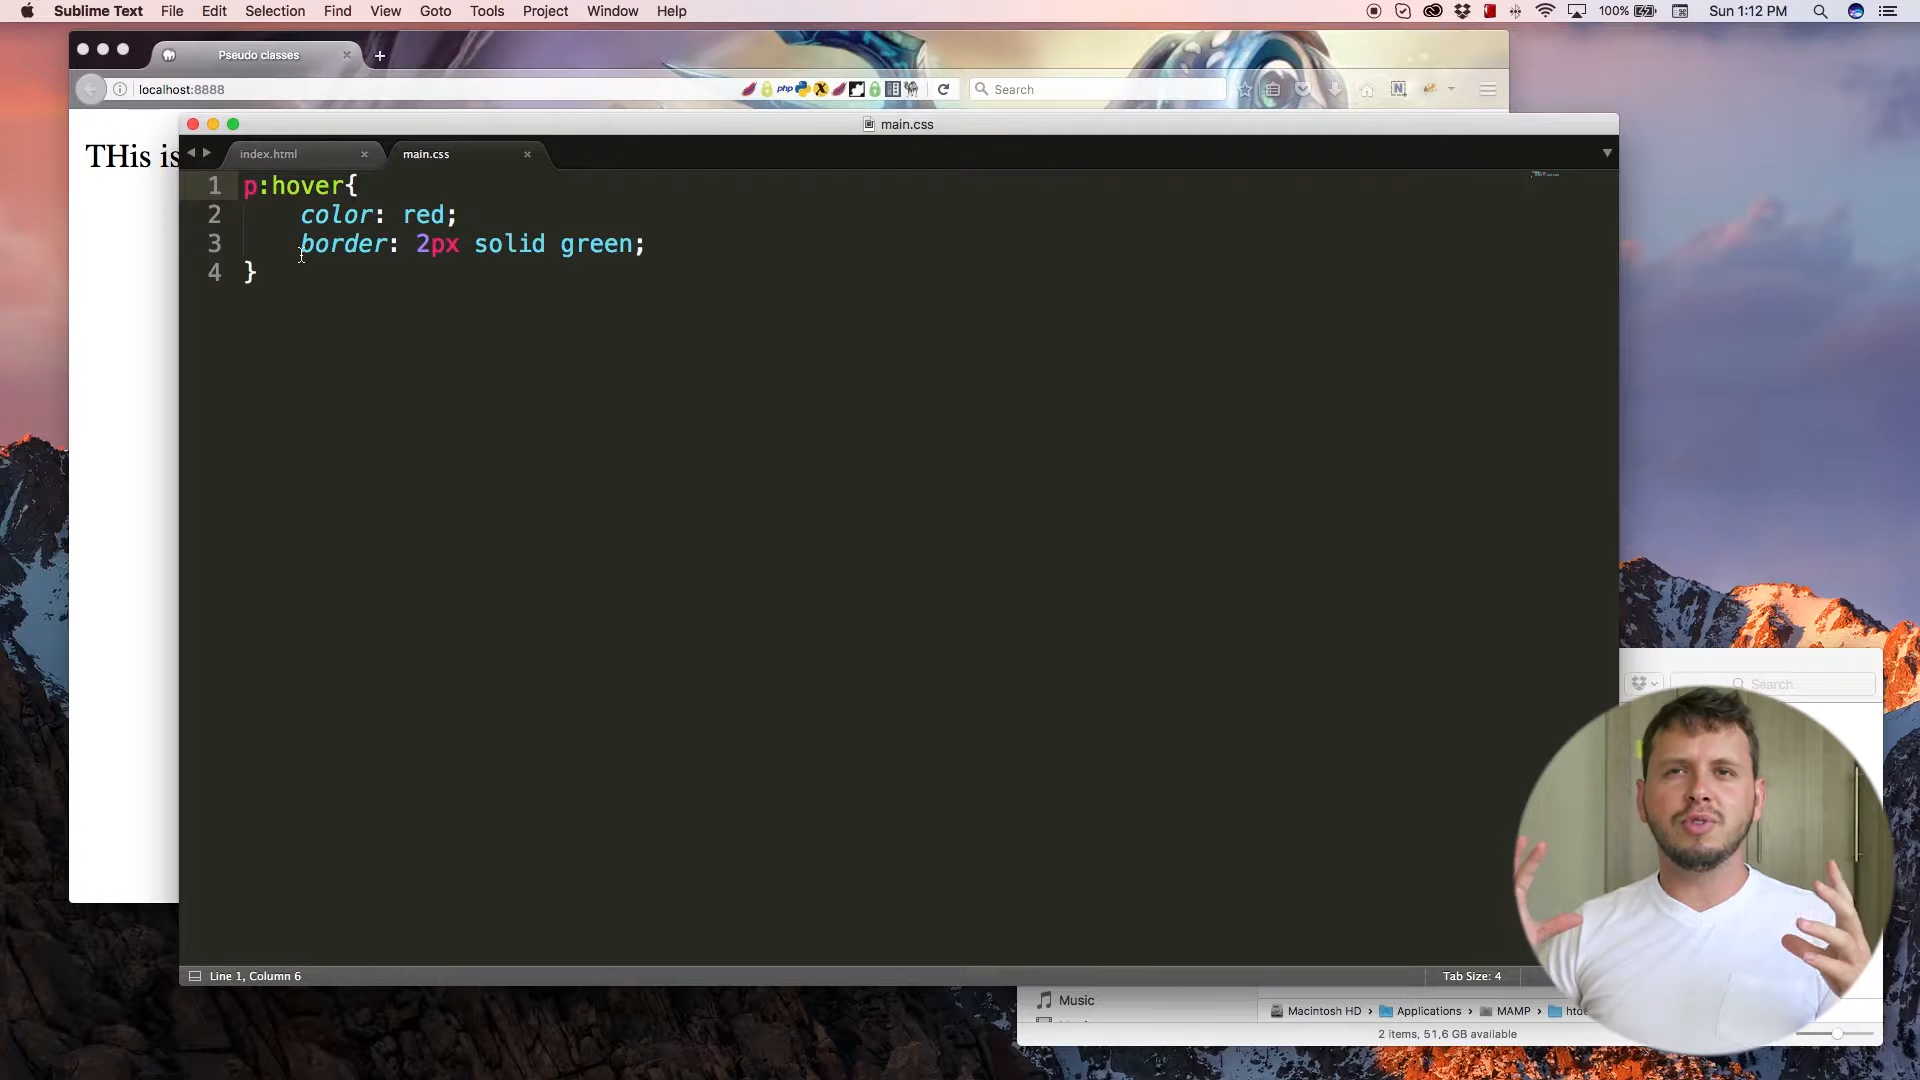 Sublime Text File Edit Selection Find View Goto Tools Project Window Help 100% Sun 1:12 PM
Pseudo classes
localhost:8888 php Search
THis is
main.css
index.html main.css
1 p:hover{
2 color: red;
3 border: 2px solid green;
4 }
Search
Line 1, Column 6 Tab Size: 4
Music
Macintosh HD Applications MAMP
2 items, 51,6 GB available